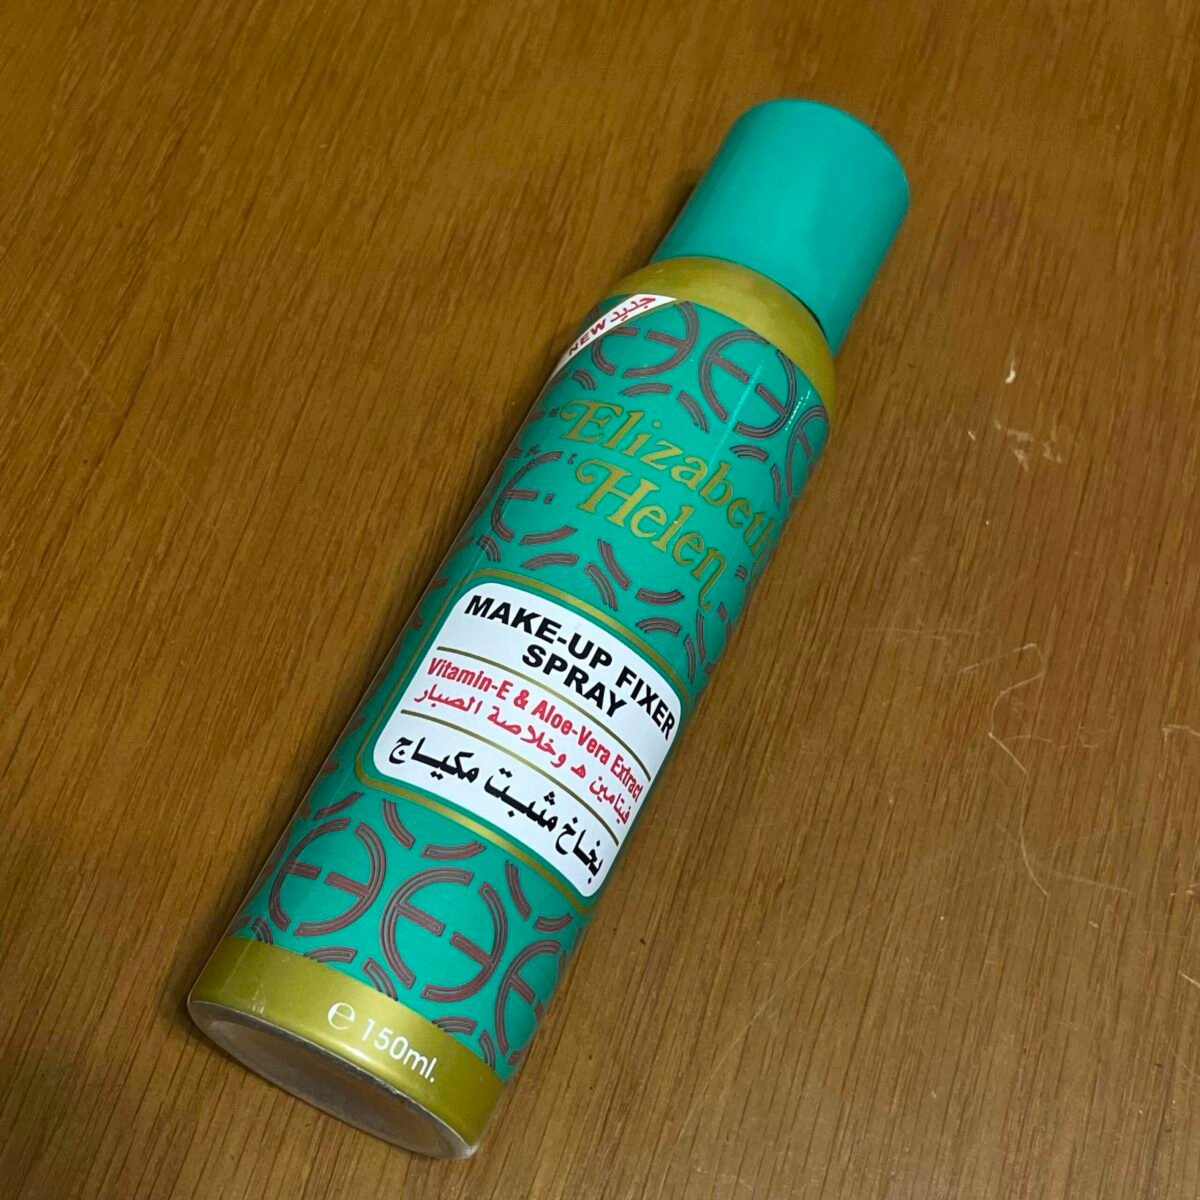 NEW جديد
Elizabeth
Helen
MAKE-UP FIXER
SPRAY
Vitamin-E & Aloe-Vera Extract
فيتامين هـ وخلاصة الصبار
بخاخ مثبت مكياج
e 150ml.